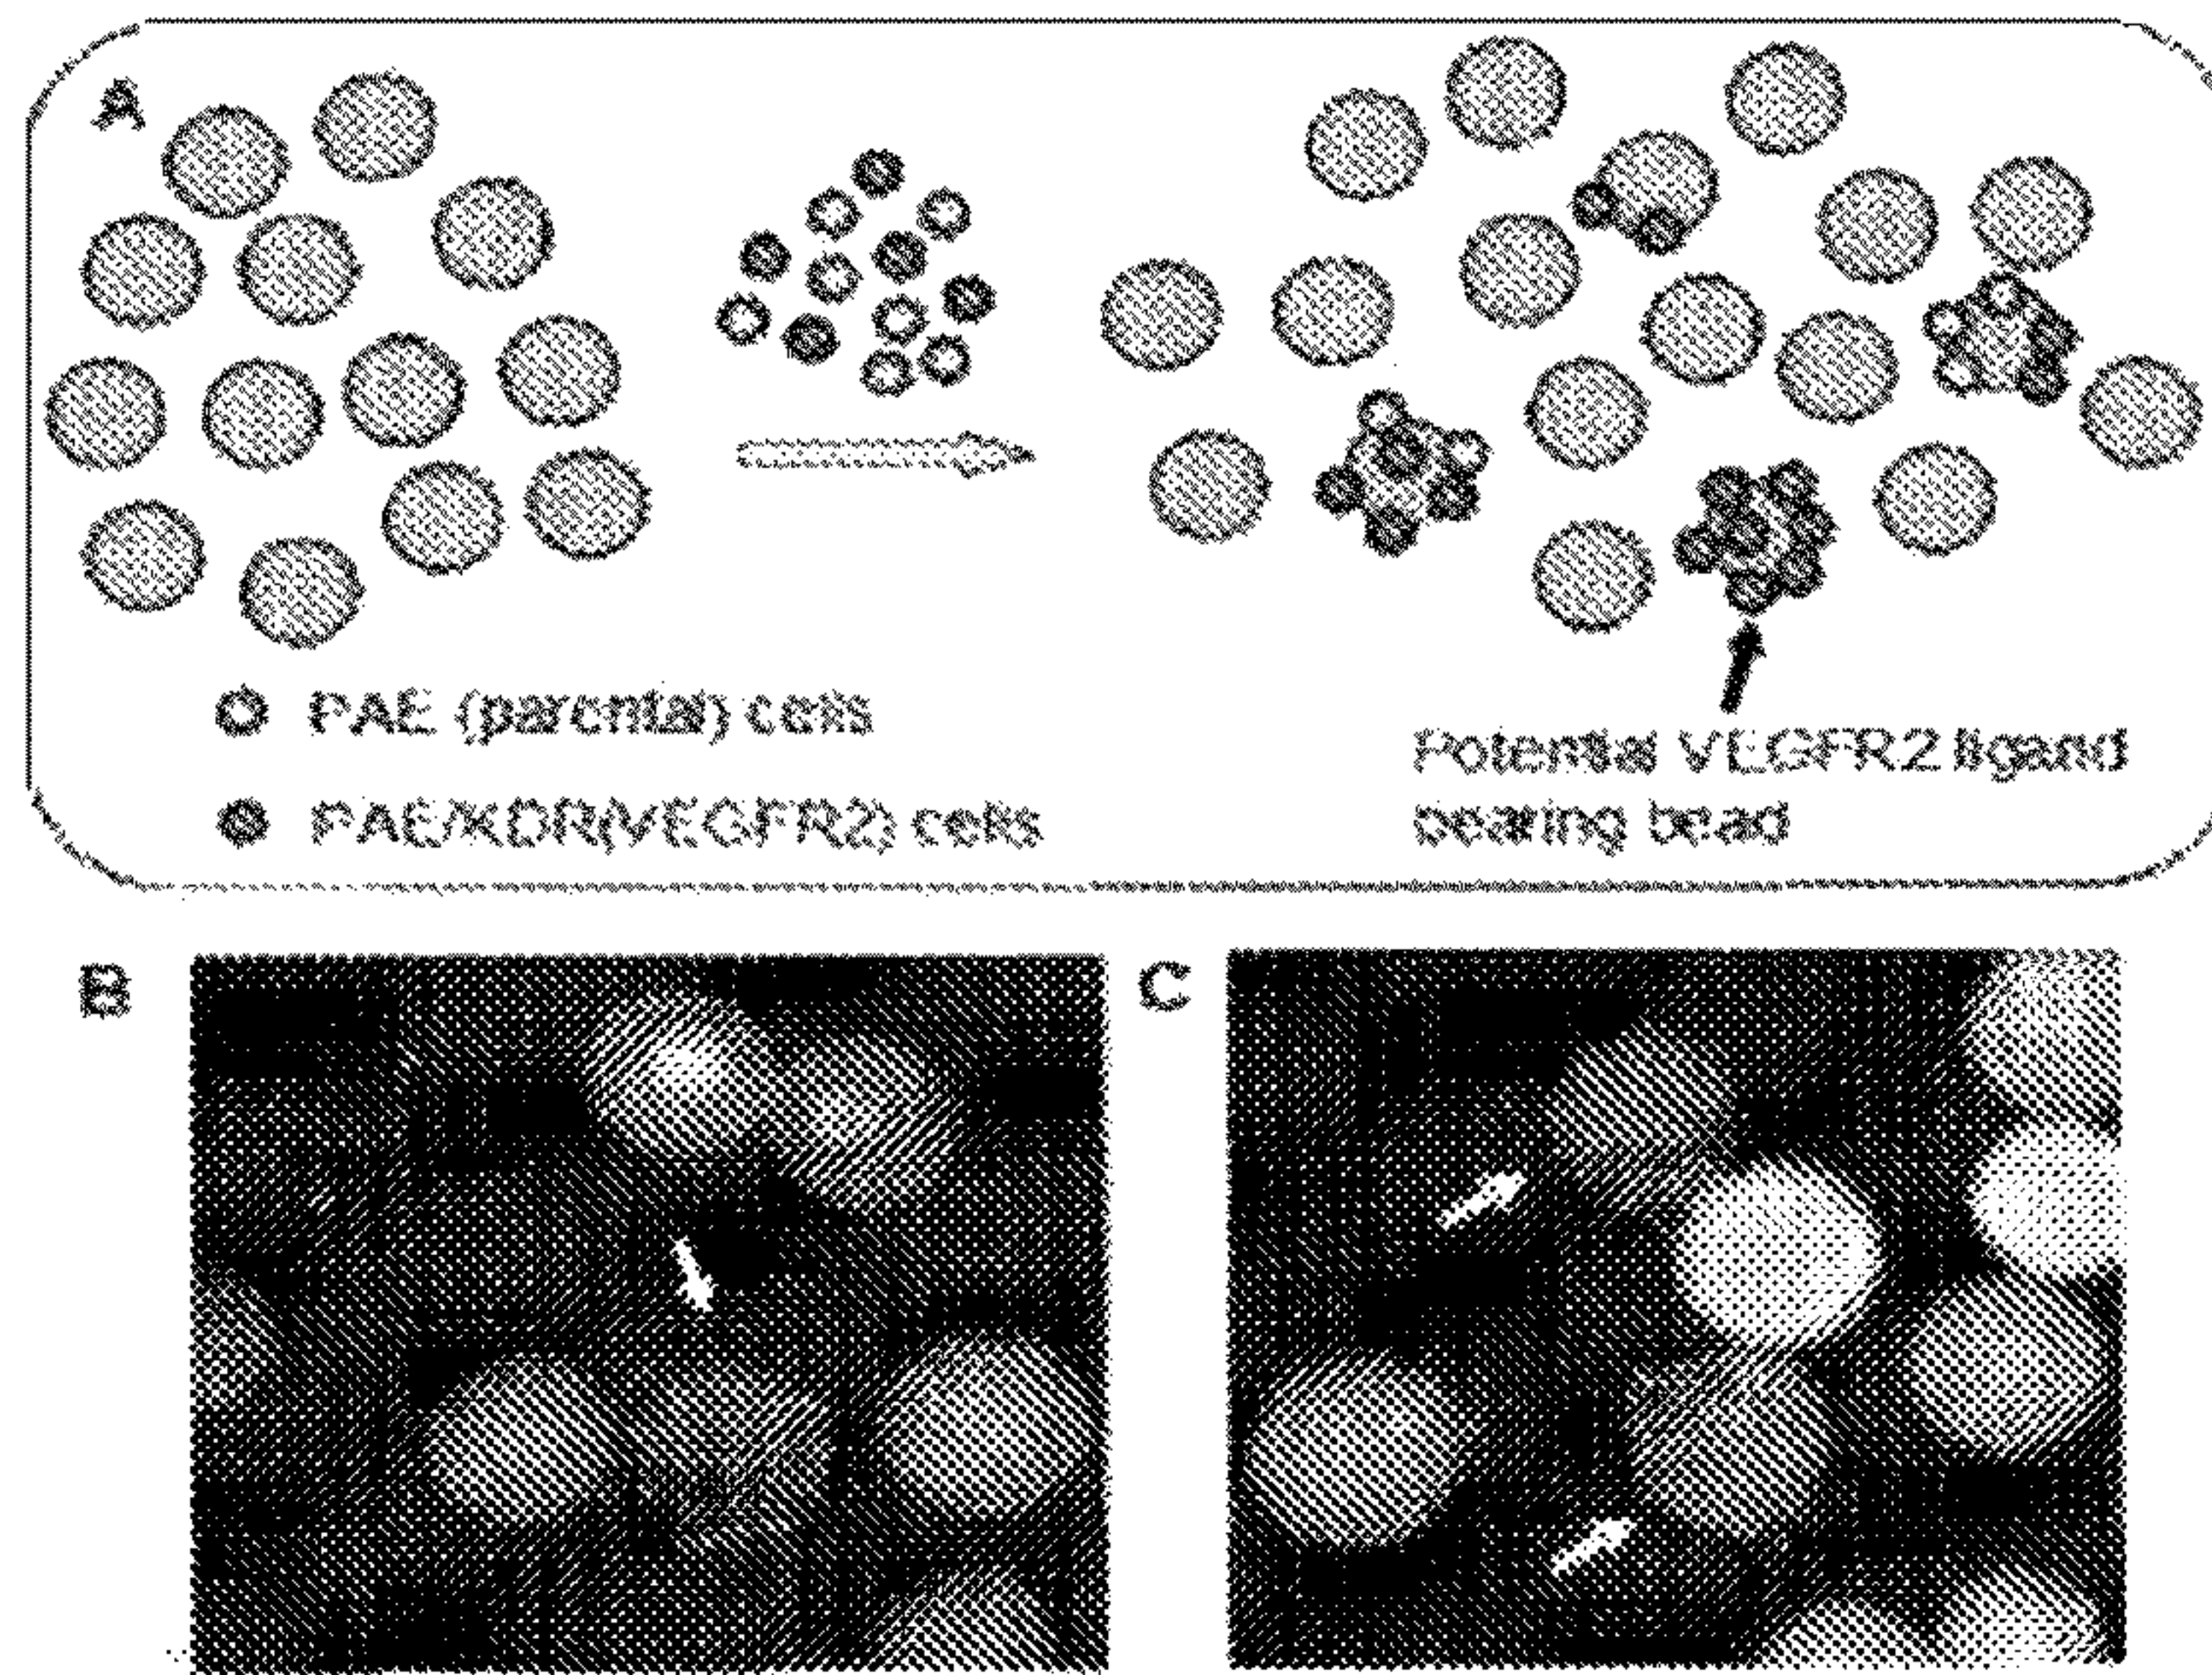 A
PAE (parental) cells
PAE/KDR(VEGFR2) cells
Potential VEGFR2 ligand
bearing bead
B
C